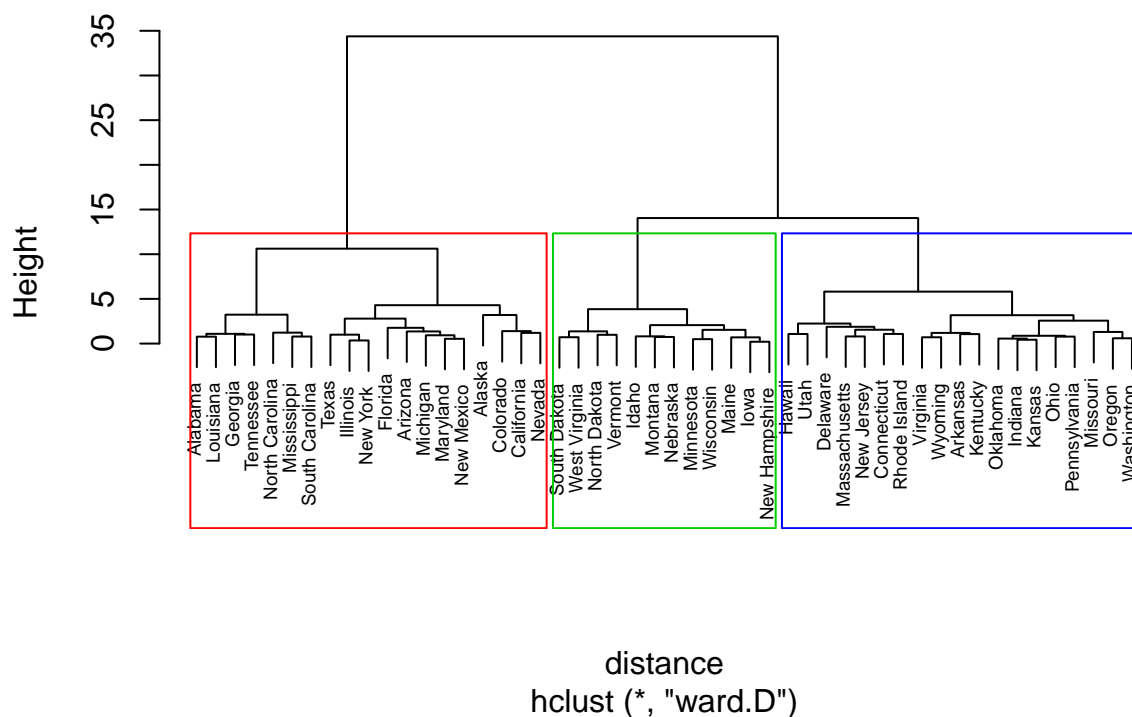 35
25
15
5
0
Height
Alabama
Louisiana
Georgia
Tennessee
North Carolina
Mississippi
South Carolina
Texas
Illinois
New York
Florida
Arizona
Michigan
Maryland
New Mexico
Alaska
Colorado
California
Nevada
South Dakota
West Virginia
North Dakota
Vermont
Idaho
Montana
Nebraska
Minnesota
Wisconsin
Maine
Iowa
New Hampshire
Hawaii
Utah
Delaware
Massachusetts
New Jersey
Connecticut
Rhode Island
Virginia
Wyoming
Arkansas
Kentucky
Oklahoma
Indiana
Kansas
Ohio
Pennsylvania
Missouri
Oregon
Washington
distance
hclust (*, "ward.D")